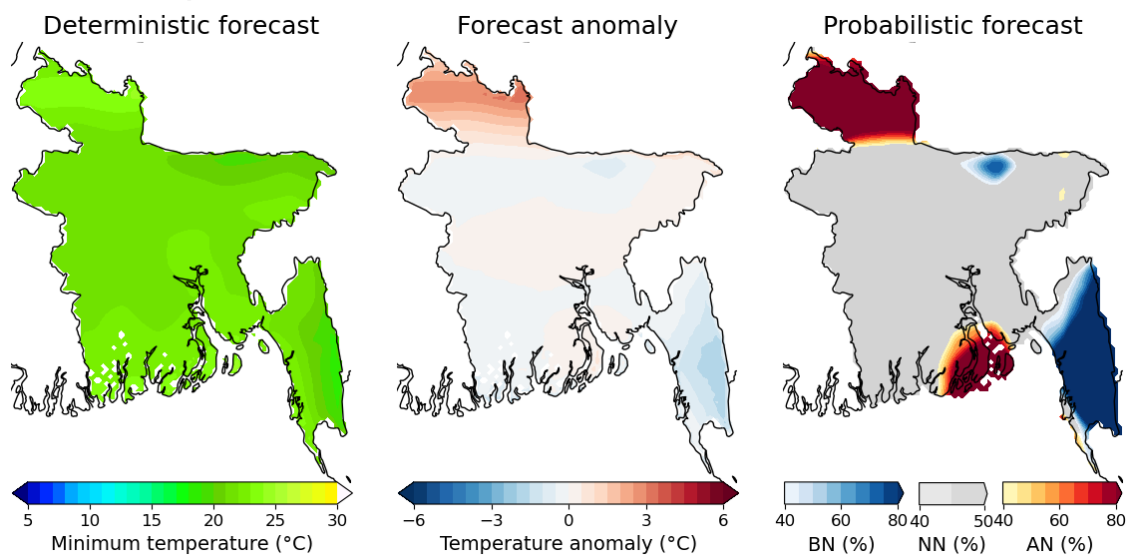 Deterministic forecast
Forecast anomaly
Probabilistic forecast
5 10 15 20 25 30
Minimum temperature (°C)
−6 −3 0 3 6
Temperature anomaly (°C)
40 60 80
BN (%)
40 50
NN (%)
40 60 80
AN (%)